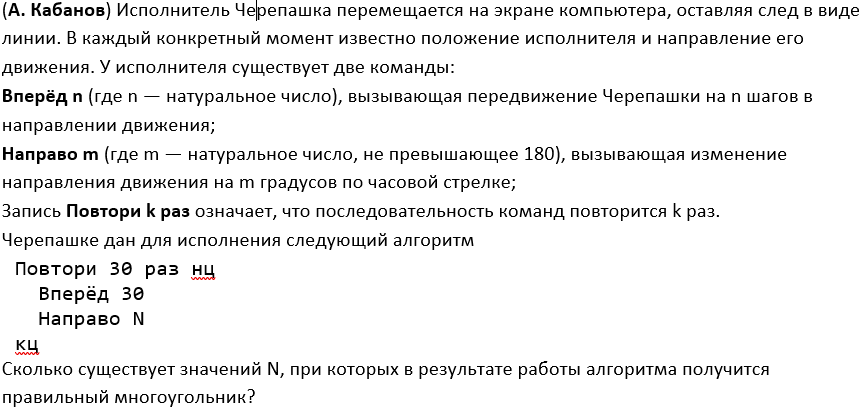 (А. Кабанов) Исполнитель Черепашка перемещается на экране компьютера, оставляя след в виде
линии. В каждый конкретный момент известно положение исполнителя и направление его
движения. У исполнителя существует две команды:
Вперёд n (где n — натуральное число), вызывающая передвижение Черепашки на n шагов в
направлении движения;
Направо m (где m — натуральное число, не превышающее 180), вызывающая изменение
направления движения на m градусов по часовой стрелке;
Запись Повтори k раз означает, что последовательность команд повторится k раз.
Черепашке дан для исполнения следующий алгоритм
Повтори 30 раз нц
Вперёд 30
Направо N
кц
Сколько существует значений N, при которых в результате работы алгоритма получится
правильный многоугольник?